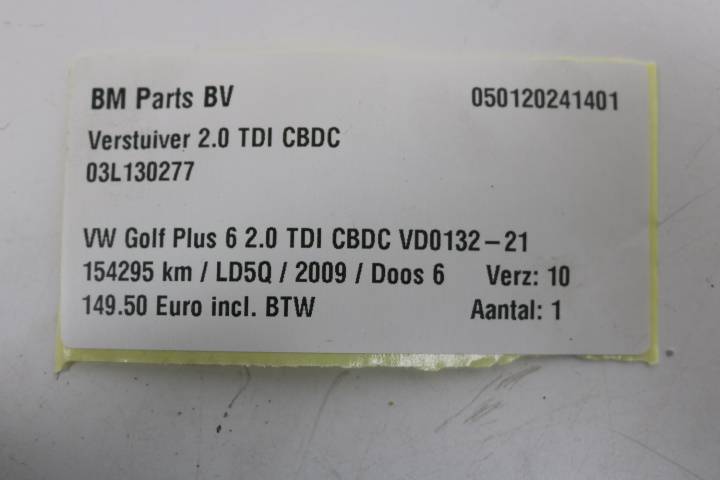 BM Parts BV 050120241401
Verstuiver 2.0 TDI CBDC
03L130277
VW Golf Plus 6 2.0 TDI CBDC VD0132-21
154295 km / LD5Q / 2009 / Doos 6 Verz: 10
149.50 Euro incl. BTW Aantal: 1